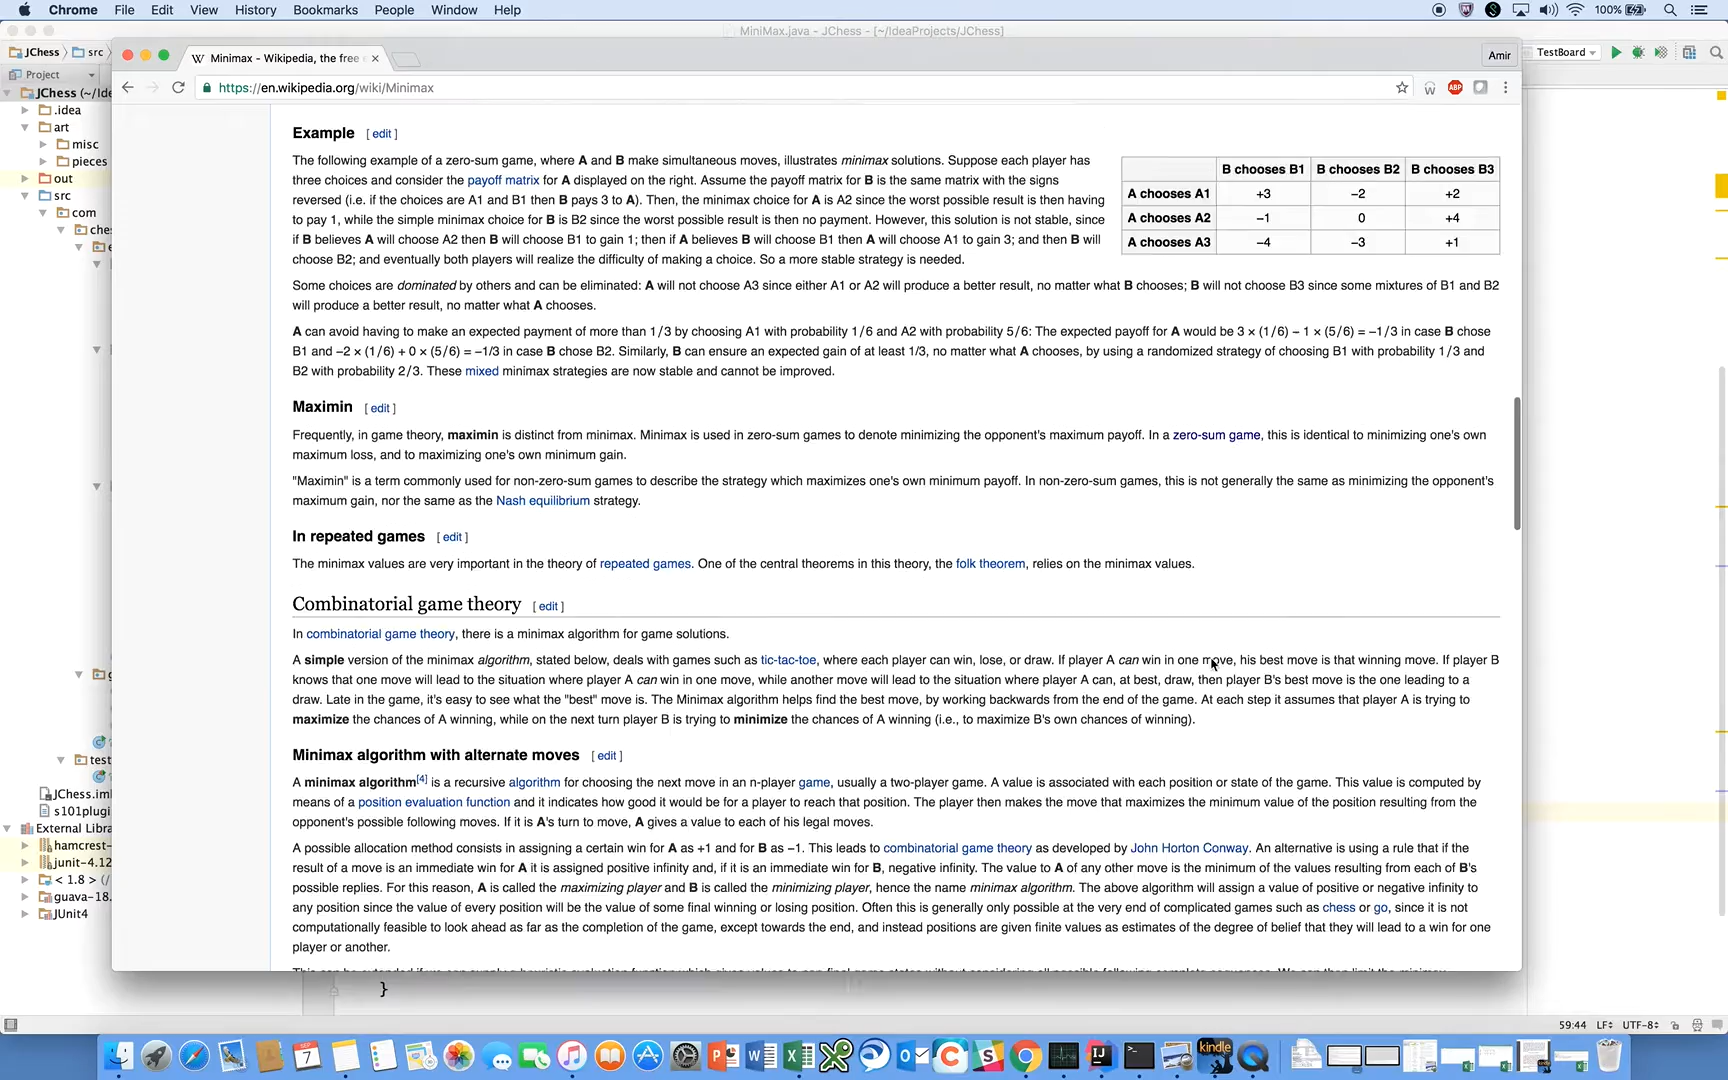 Chrome File Edit View History Bookmarks People Window Help 100%
MiniMax.java - JChess - [~/IdeaProjects/JChess]
JChess src TestBoard
Minimax - Wikipedia, the free Amir
https://en.wikipedia.org/wiki/Minimax
Project
JChess (~/Ide
.idea
art
misc
pieces
out
src
com
ches
test
JChess.iml
s101plugi
External Libra
hamcrest-
junit-4.12
< 1.8 > (/
guava-18.
JUnit4
Example [ edit ]
The following example of a zero-sum game, where A and B make simultaneous moves, illustrates minimax solutions. Suppose each player has
three choices and consider the payoff matrix for A displayed on the right. Assume the payoff matrix for B is the same matrix with the signs
reversed (i.e. if the choices are A1 and B1 then B pays 3 to A). Then, the minimax choice for A is A2 since the worst possible result is then having
to pay 1, while the simple minimax choice for B is B2 since the worst possible result is then no payment. However, this solution is not stable, since
if B believes A will choose A2 then B will choose B1 to gain 1; then if A believes B will choose B1 then A will choose A1 to gain 3; and then B will
choose B2; and eventually both players will realize the difficulty of making a choice. So a more stable strategy is needed.
B chooses B1 B chooses B2 B chooses B3
A chooses A1 +3 −2 +2
A chooses A2 −1 0 +4
A chooses A3 −4 −3 +1
Some choices are dominated by others and can be eliminated: A will not choose A3 since either A1 or A2 will produce a better result, no matter what B chooses; B will not choose B3 since some mixtures of B1 and B2
will produce a better result, no matter what A chooses.
A can avoid having to make an expected payment of more than 1/3 by choosing A1 with probability 1/6 and A2 with probability 5/6: The expected payoff for A would be 3 × (1/6) − 1 × (5/6) = −1/3 in case B chose
B1 and −2 × (1/6) + 0 × (5/6) = −1/3 in case B chose B2. Similarly, B can ensure an expected gain of at least 1/3, no matter what A chooses, by using a randomized strategy of choosing B1 with probability 1/3 and
B2 with probability 2/3. These mixed minimax strategies are now stable and cannot be improved.
Maximin [ edit ]
Frequently, in game theory, maximin is distinct from minimax. Minimax is used in zero-sum games to denote minimizing the opponent's maximum payoff. In a zero-sum game, this is identical to minimizing one's own
maximum loss, and to maximizing one's own minimum gain.
"Maximin" is a term commonly used for non-zero-sum games to describe the strategy which maximizes one's own minimum payoff. In non-zero-sum games, this is not generally the same as minimizing the opponent's
maximum gain, nor the same as the Nash equilibrium strategy.
In repeated games [ edit ]
The minimax values are very important in the theory of repeated games. One of the central theorems in this theory, the folk theorem, relies on the minimax values.
Combinatorial game theory [ edit ]
In combinatorial game theory, there is a minimax algorithm for game solutions.
A simple version of the minimax algorithm, stated below, deals with games such as tic-tac-toe, where each player can win, lose, or draw. If player A can win in one move, his best move is that winning move. If player B
knows that one move will lead to the situation where player A can win in one move, while another move will lead to the situation where player A can, at best, draw, then player B's best move is the one leading to a
draw. Late in the game, it's easy to see what the "best" move is. The Minimax algorithm helps find the best move, by working backwards from the end of the game. At each step it assumes that player A is trying to
maximize the chances of A winning, while on the next turn player B is trying to minimize the chances of A winning (i.e., to maximize B's own chances of winning).
Minimax algorithm with alternate moves [ edit ]
A minimax algorithm[4] is a recursive algorithm for choosing the next move in an n-player game, usually a two-player game. A value is associated with each position or state of the game. This value is computed by
means of a position evaluation function and it indicates how good it would be for a player to reach that position. The player then makes the move that maximizes the minimum value of the position resulting from the
opponent's possible following moves. If it is A's turn to move, A gives a value to each of his legal moves.
A possible allocation method consists in assigning a certain win for A as +1 and for B as −1. This leads to combinatorial game theory as developed by John Horton Conway. An alternative is using a rule that if the
result of a move is an immediate win for A it is assigned positive infinity and, if it is an immediate win for B, negative infinity. The value to A of any other move is the minimum of the values resulting from each of B's
possible replies. For this reason, A is called the maximizing player and B is called the minimizing player, hence the name minimax algorithm. The above algorithm will assign a value of positive or negative infinity to
any position since the value of every position will be the value of some final winning or losing position. Often this is generally only possible at the very end of complicated games such as chess or go, since it is not
computationally feasible to look ahead as far as the completion of the game, except towards the end, and instead positions are given finite values as estimates of the degree of belief that they will lead to a win for one
player or another.
}
59:44 LF÷ UTF-8÷
SEP
7
kindle